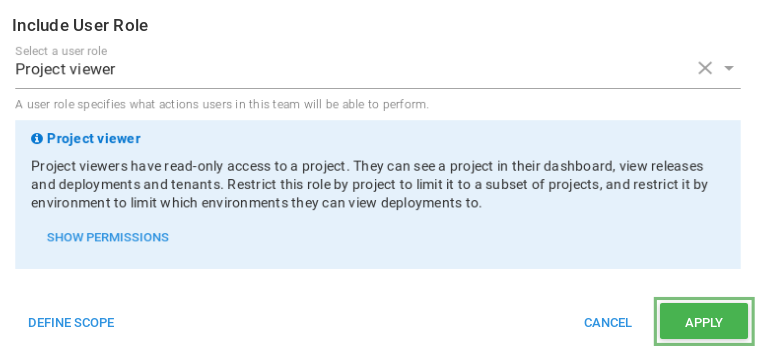 Include User Role
Select a user role
Project viewer
A user role specifies what actions users in this team will be able to perform.
Project viewer
Project viewers have read-only access to a project. They can see a project in their dashboard, view releases
and deployments and tenants. Restrict this role by project to limit it to a subset of projects, and restrict it by
environment to limit which environments they can view deployments to.
SHOW PERMISSIONS
DEFINE SCOPE CANCEL APPLY